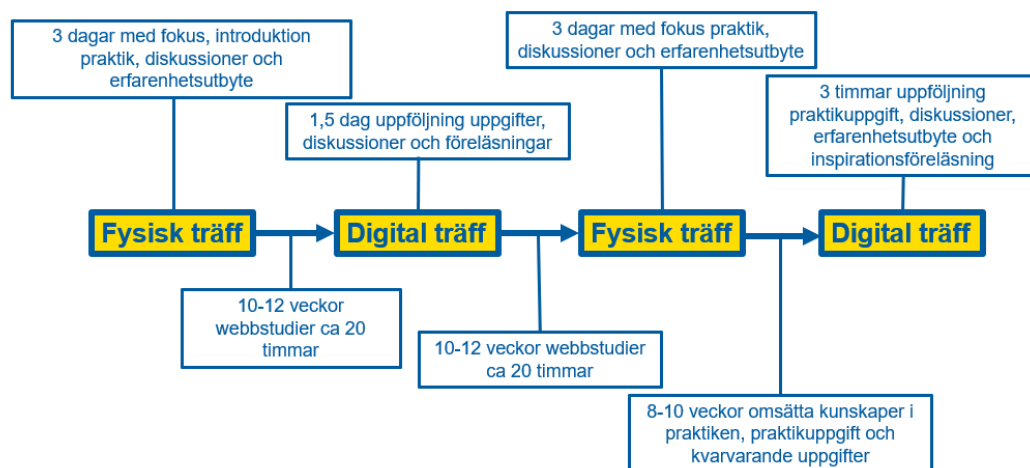 3 dagar med fokus, introduktion
praktik, diskussioner och
erfarenhetsutbyte
3 dagar med fokus praktik,
diskussioner och erfarenhetsutbyte
1,5 dag uppföljning uppgifter,
diskussioner och föreläsningar
3 timmar uppföljning
praktikuppgift, diskussioner,
erfarenhetsutbyte och
inspirationsföreläsning
Fysisk träff
Digital träff
Fysisk träff
Digital träff
10-12 veckor
webbstudier ca 20
timmar
10-12 veckor webbstudier
ca 20 timmar
8-10 veckor omsätta kunskaper i
praktiken, praktikuppgift och
kvarvarande uppgifter